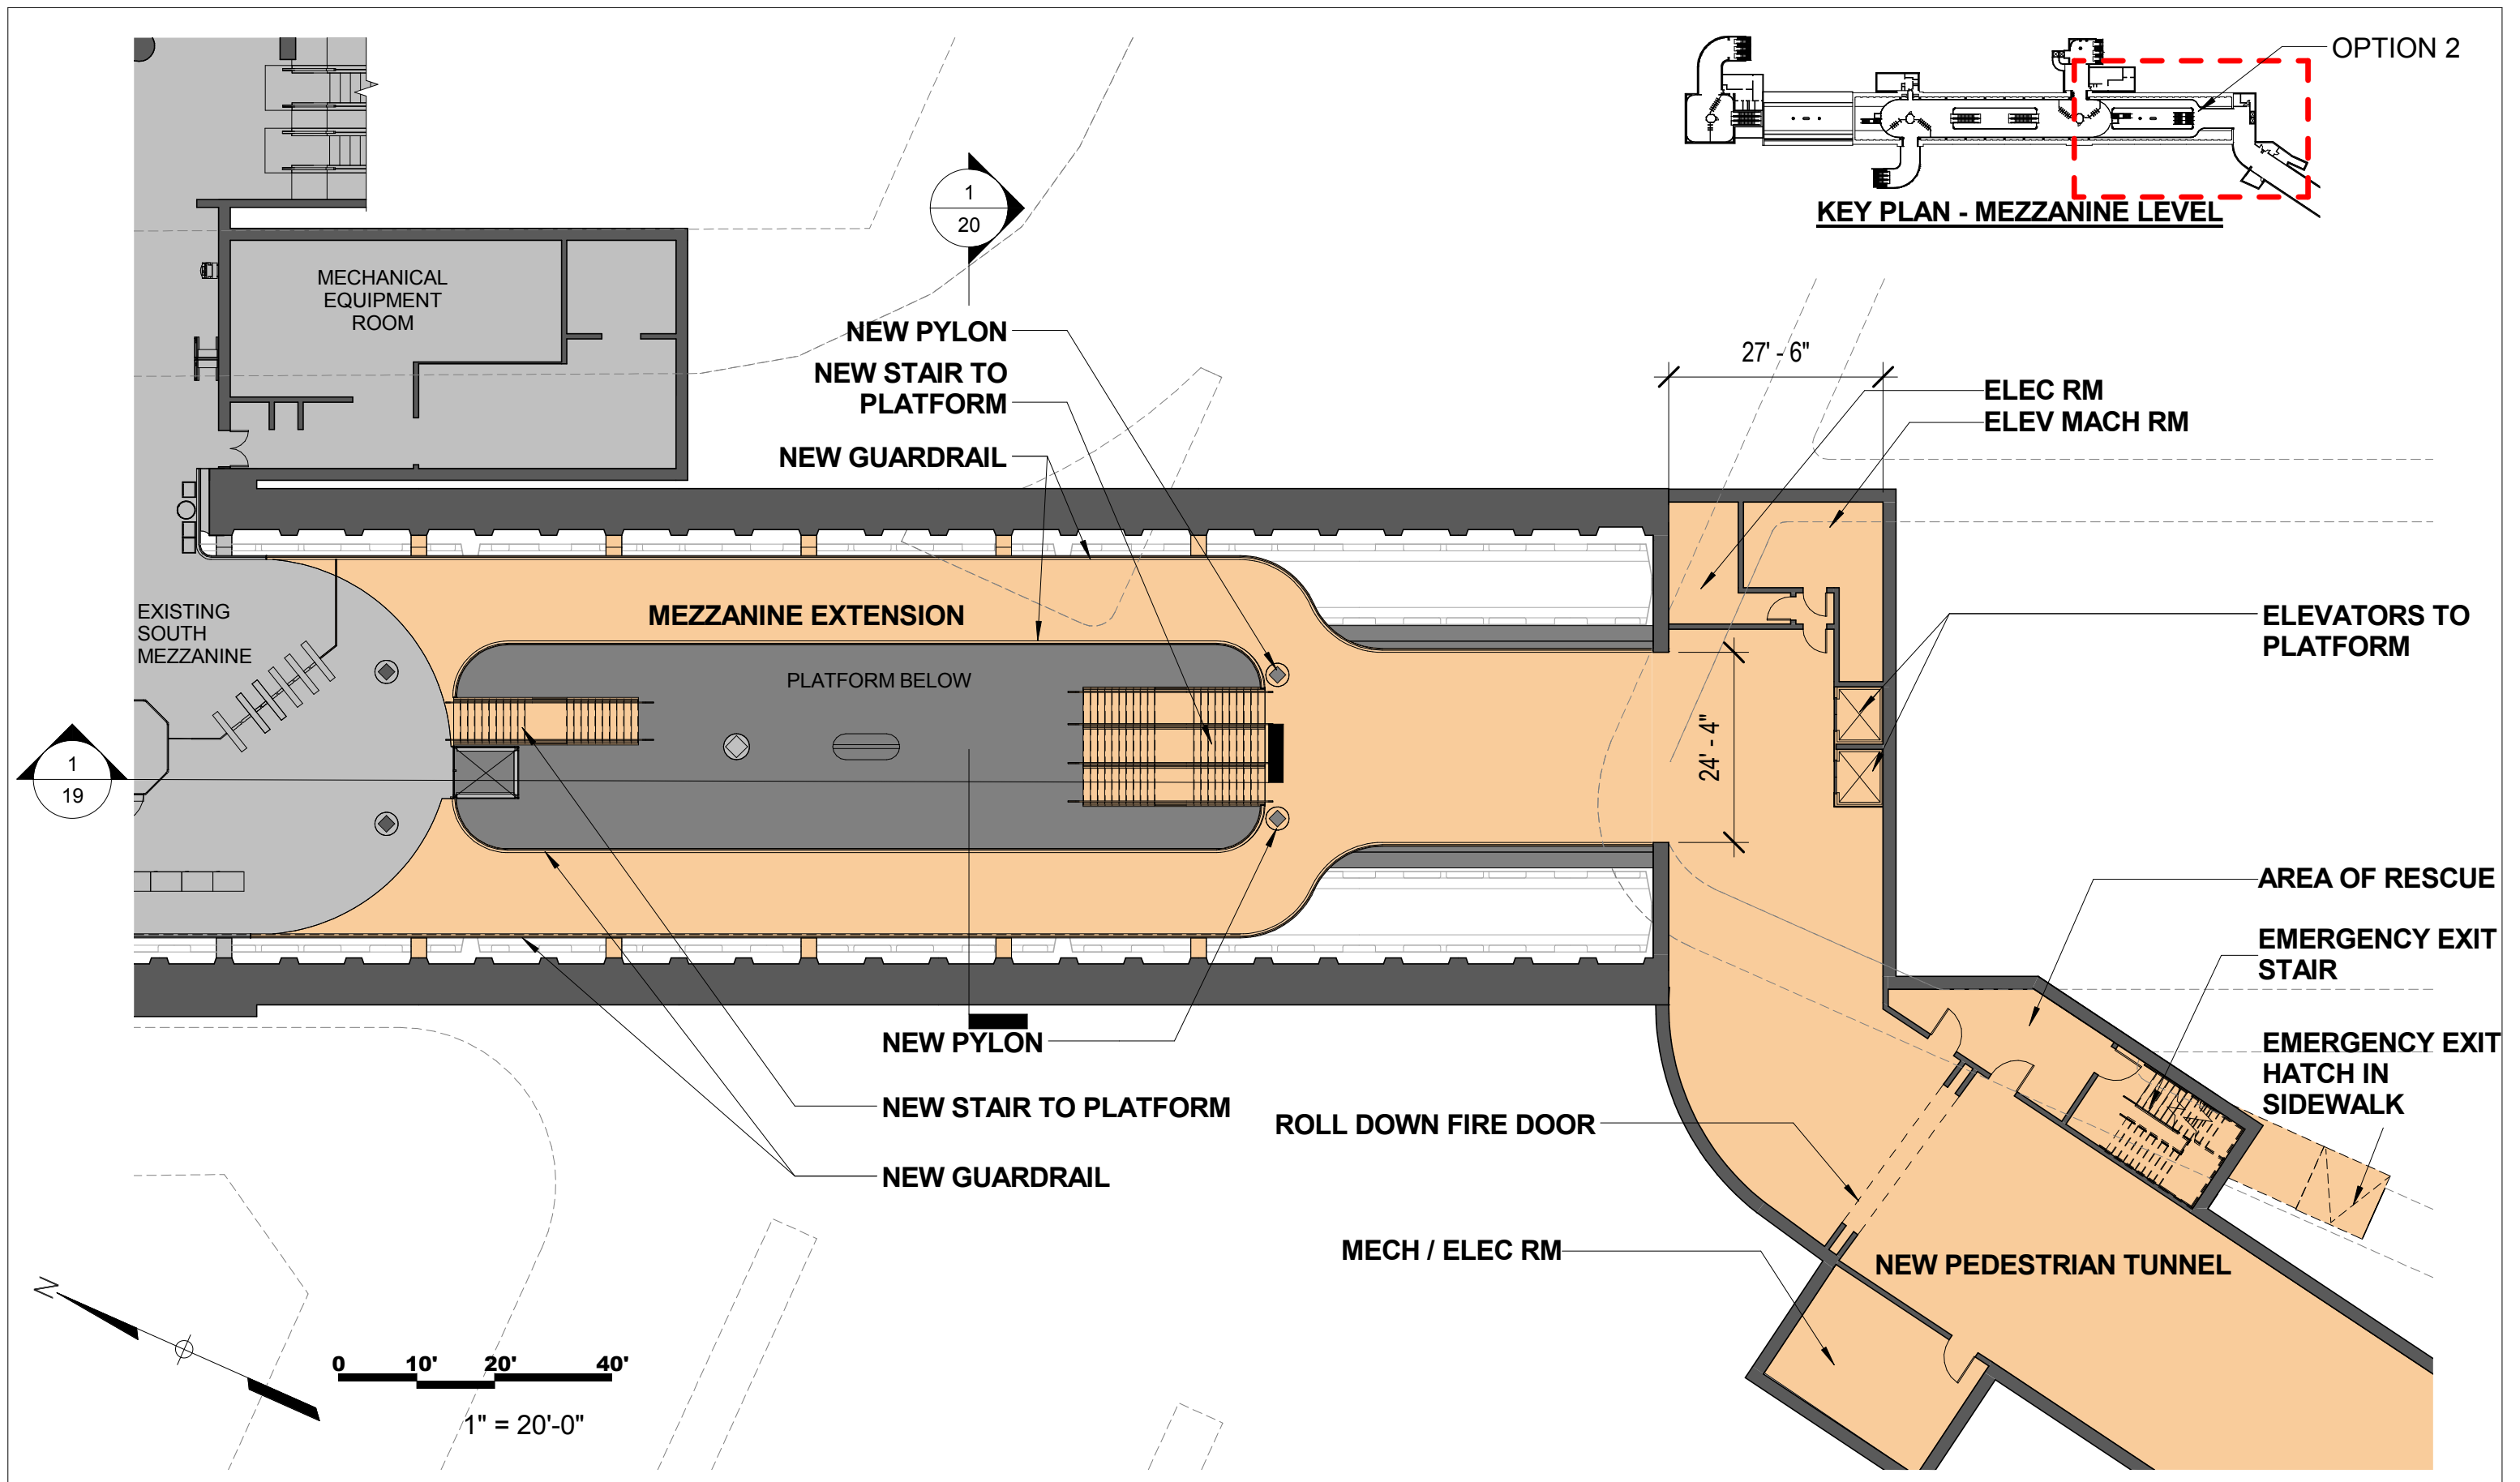 OPTION 2
KEY PLAN - MEZZANINE LEVEL
1
20
MECHANICAL
EQUIPMENT
ROOM
NEW PYLON
NEW STAIR TO
PLATFORM
NEW GUARDRAIL
27' - 6"
ELEC RM
ELEV MACH RM
EXISTING
SOUTH
MEZZANINE
MEZZANINE EXTENSION
PLATFORM BELOW
ELEVATORS TO
PLATFORM
24' - 4"
1
19
AREA OF RESCUE
EMERGENCY EXIT
STAIR
EMERGENCY EXIT
HATCH IN
SIDEWALK
NEW PYLON
NEW STAIR TO PLATFORM
NEW GUARDRAIL
ROLL DOWN FIRE DOOR
MECH / ELEC RM
NEW PEDESTRIAN TUNNEL
N
0 10' 20' 40'
1" = 20'-0"